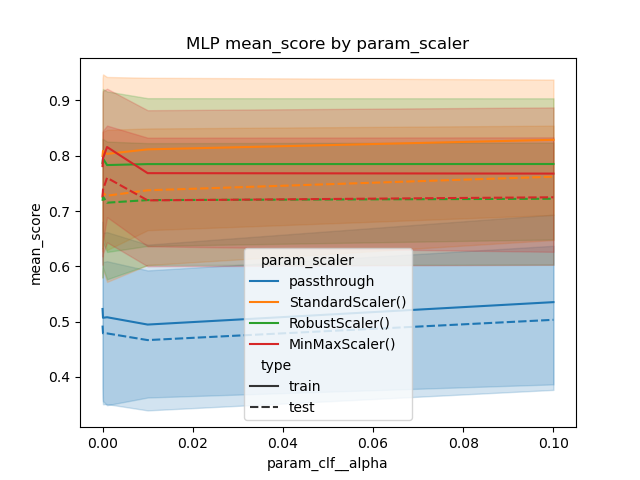 MLP mean_score by param_scaler
mean_score
0.9
0.8
0.7
0.6
0.5
0.4
param_scaler
passthrough
StandardScaler()
RobustScaler()
MinMaxScaler()
type
train
test
0.00 0.02 0.04 0.06 0.08 0.10
param_clf__alpha